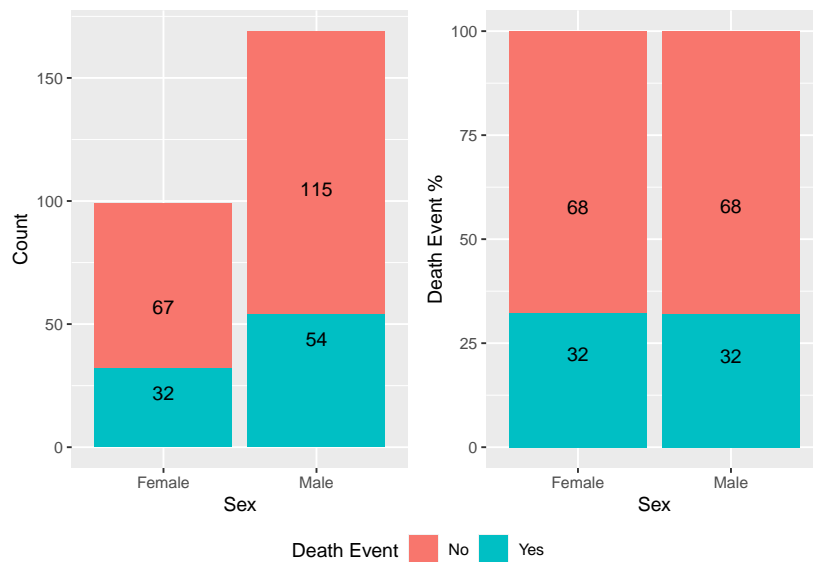 150
100
50
0
Count
115
67
54
32
Female Male
Sex
100
75
50
25
0
Death Event %
68 68
32 32
Female Male
Sex
Death Event No Yes